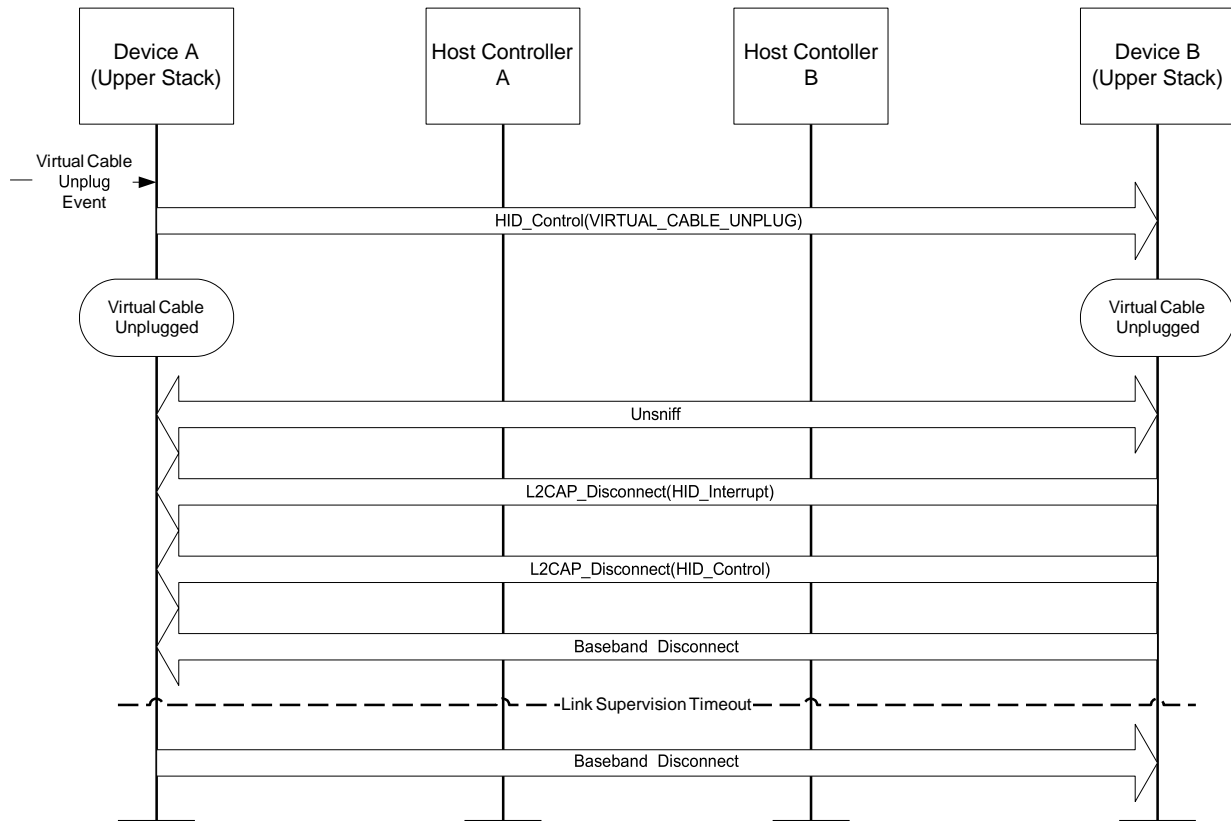 Device A
(Upper Stack)
Host Controller
A
Host Contoller
B
Device B
(Upper Stack)
Virtual Cable
Unplug
Event
HID_Control(VIRTUAL_CABLE_UNPLUG)
Virtual Cable
Unplugged
Virtual Cable
Unplugged
Unsniff
L2CAP_Disconnect(HID_Interrupt)
L2CAP_Disconnect(HID_Control)
Baseband Disconnect
Link Supervision Timeout
Baseband Disconnect